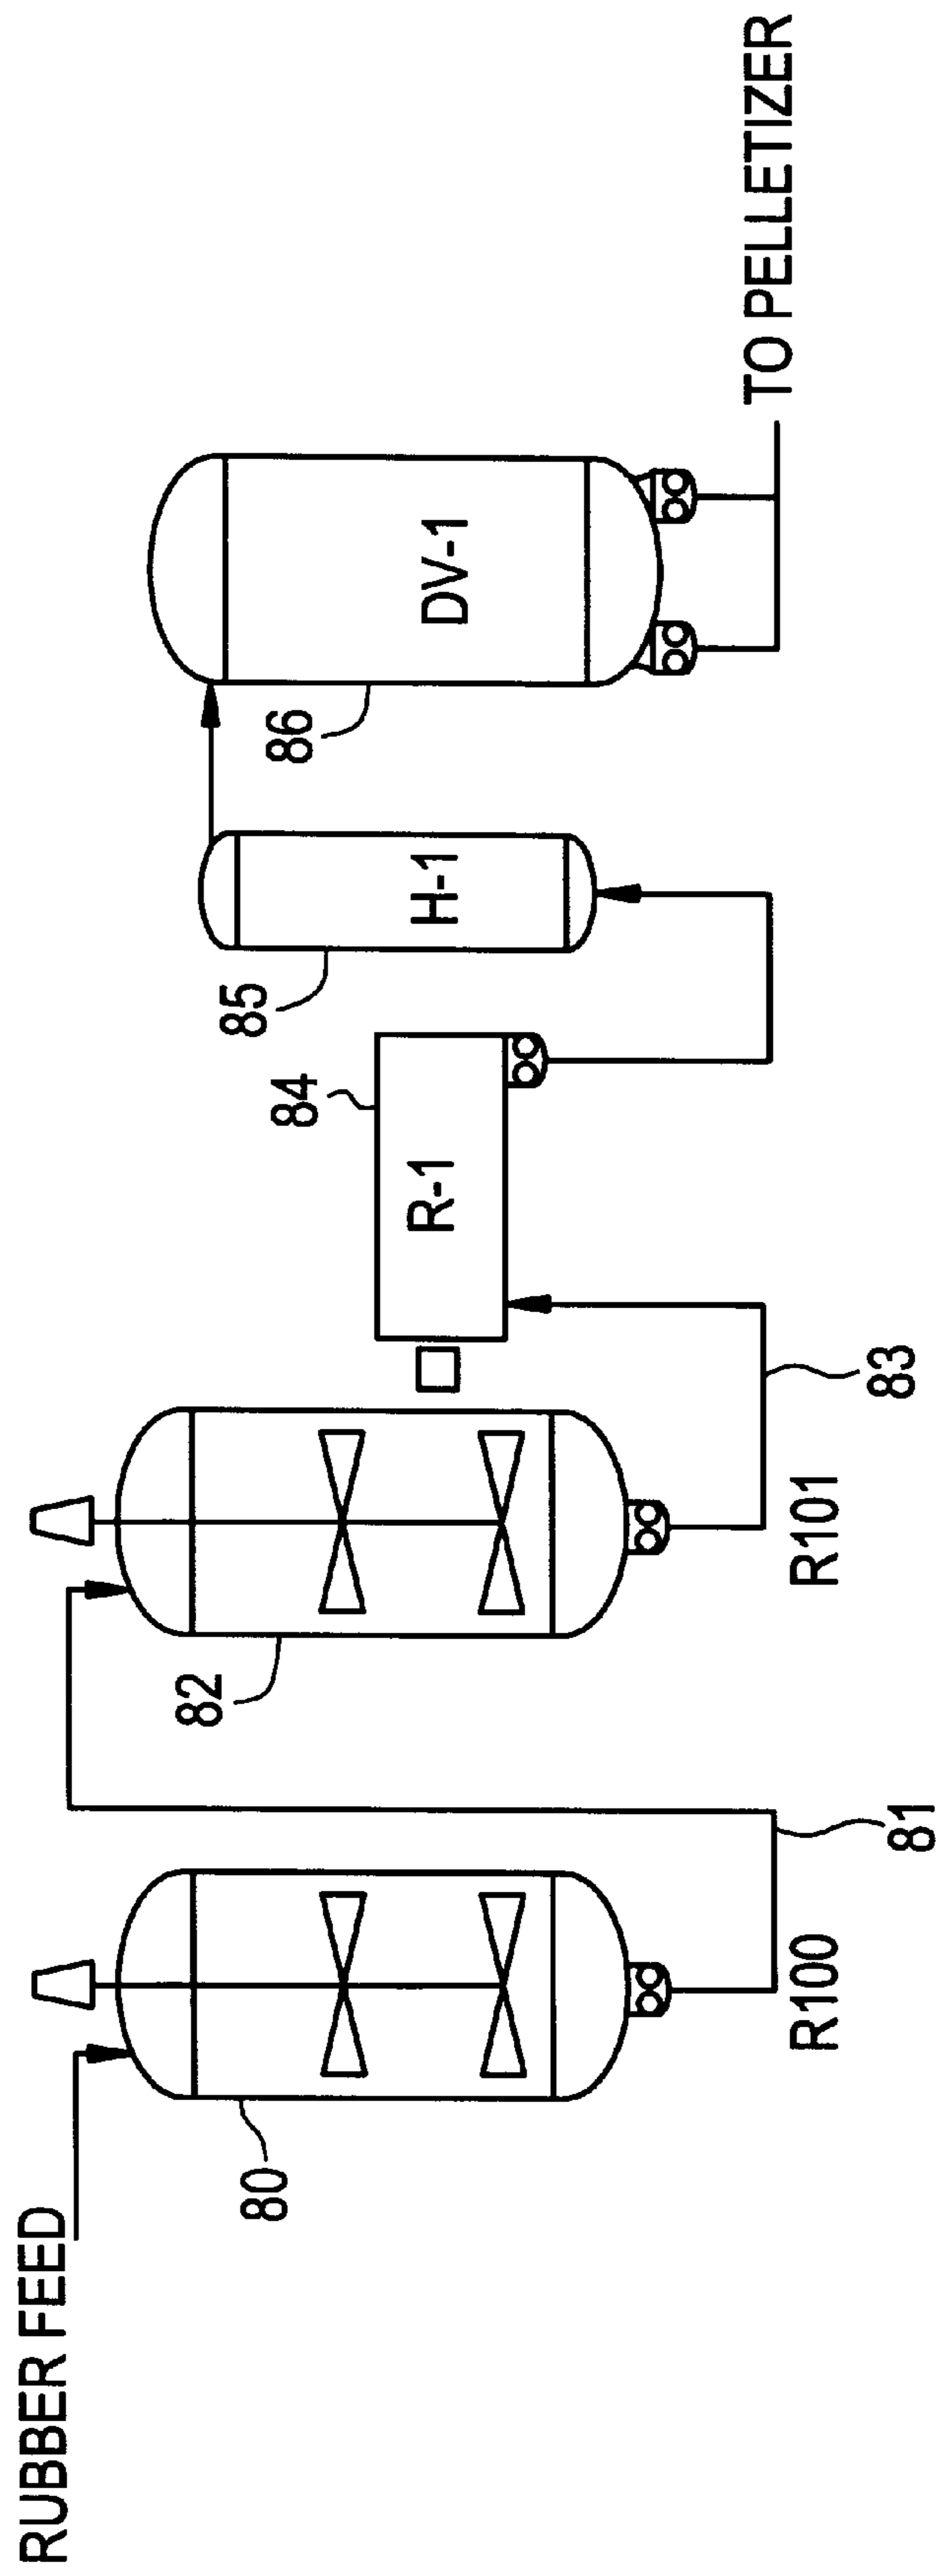 RUBBER FEED
80
R100
81
82
R101
83
R-1
84
85
H-1
86
DV-1
TO PELLETIZER